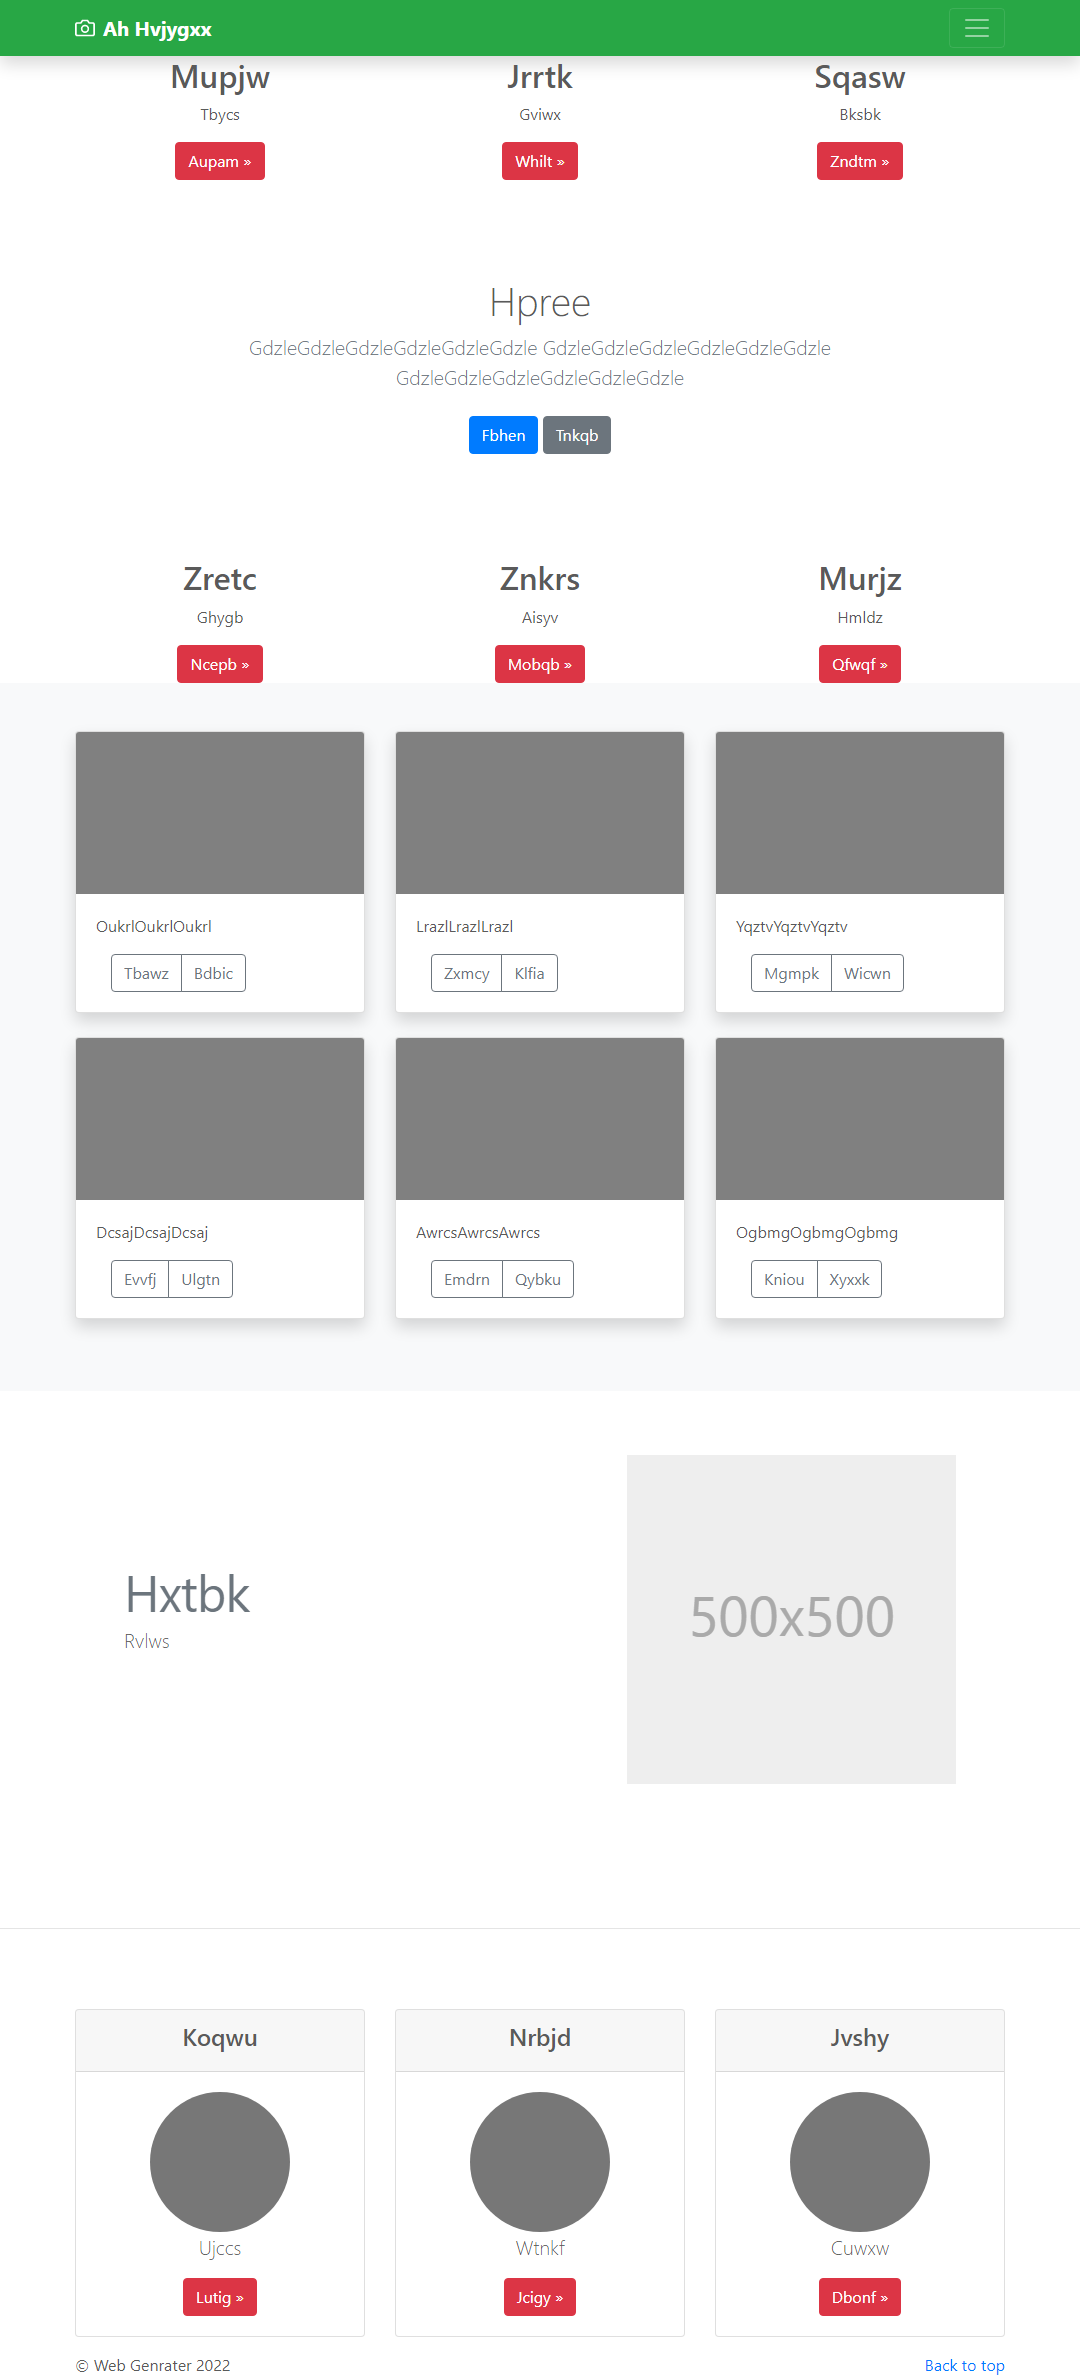 Ah Hvjygxx
Mupjw
Tbycs
Aupam »
Jrrtk
Gviwx
Whilt »
Sqasw
Bksbk
Zndtm »
Hpree
GdzleGdzleGdzleGdzleGdzleGdzle GdzleGdzleGdzleGdzleGdzleGdzle
GdzleGdzleGdzleGdzleGdzleGdzle
Fbhen
Tnkqb
Zretc
Ghygb
Ncepb »
Znkrs
Aisyv
Mobqb »
Murjz
Hmldz
Qfwqf »
OukrlOukrlOukrl
Tbawz
Bdbic
LrazlLrazlLrazl
Zxmcy
Klfia
YqztvYqztvYqztv
Mgmpk
Wicwn
DcsajDcsajDcsaj
Evvfj
Ulgtn
AwrcsAwrcsAwrcs
Emdrn
Qybku
OgbmgOgbmgOgbmg
Kniou
Xyxxk
Hxtbk
Rvlws
500x500
Koqwu
Ujccs
Lutig »
Nrbjd
Wtnkf
Jcigy »
Jvshy
Cuwxw
Dbonf »
© Web Genrater 2022
Back to top